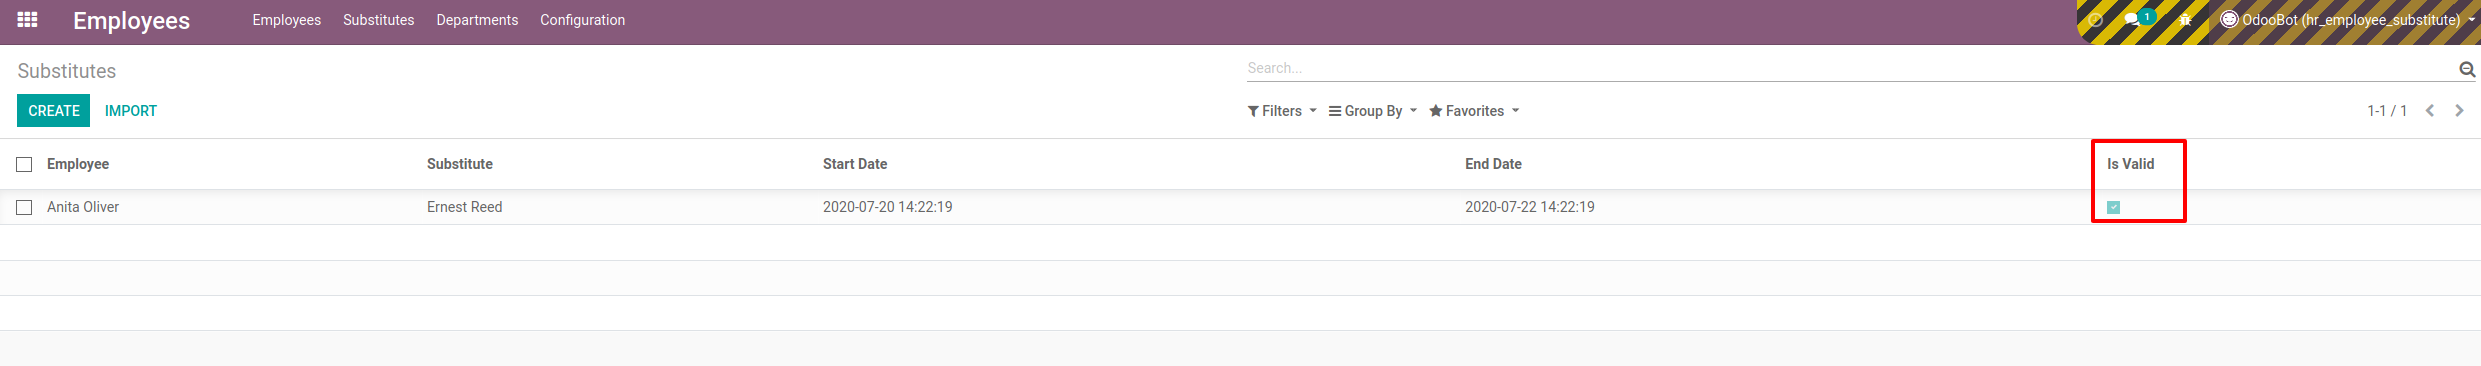 Employees Employees Substitutes Departments Configuration 1 OdooBot (hr_employee_substitute)
Substitutes Search...
CREATE IMPORT Filters Group By Favorites 1-1 / 1
Employee Substitute Start Date End Date Is Valid
Anita Oliver Ernest Reed 2020-07-20 14:22:19 2020-07-22 14:22:19